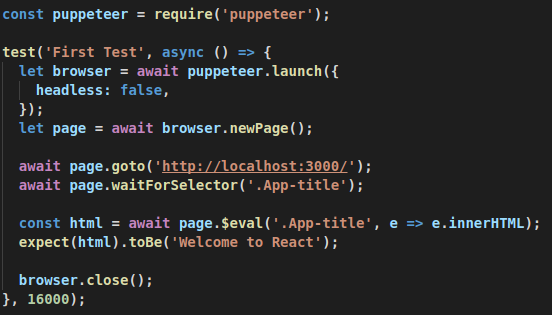 const puppeteer = require('puppeteer');
test('First Test', async () => {
let browser = await puppeteer.launch({
headless: false,
});
let page = await browser.newPage();
await page.goto('http://localhost:3000/');
await page.waitForSelector('.App-title');
const html = await page.$eval('.App-title', e => e.innerHTML);
expect(html).toBe('Welcome to React');
browser.close();
}, 16000);